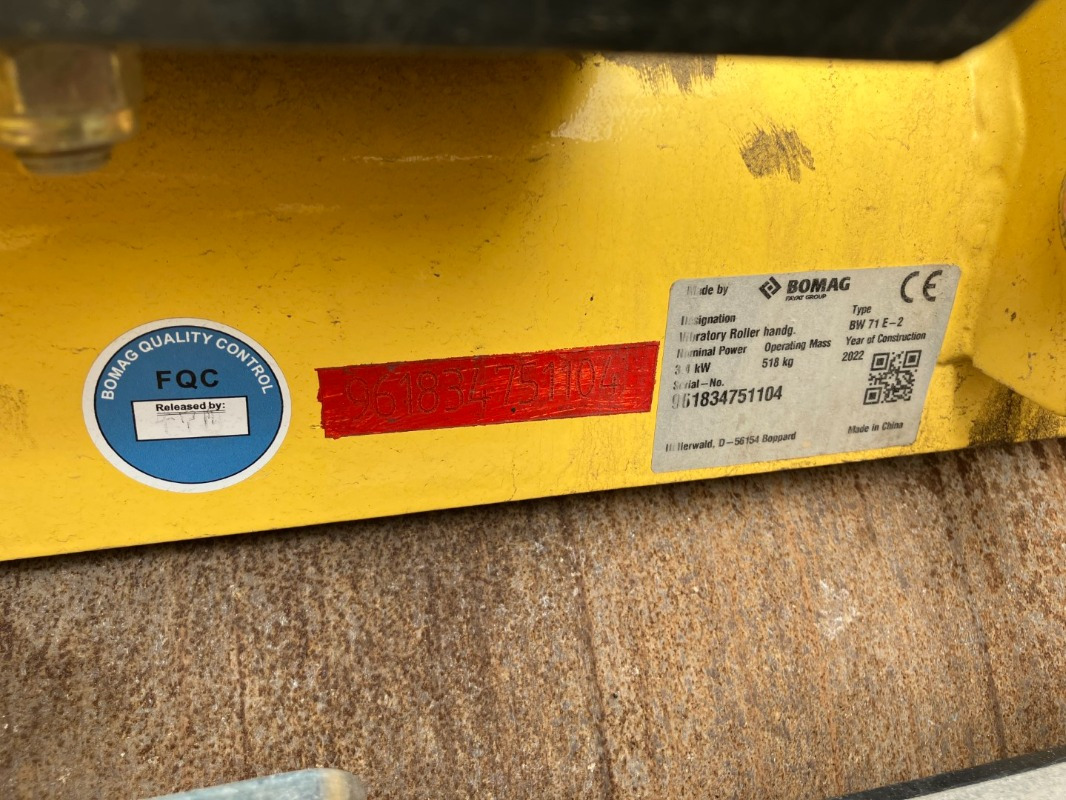 BOMAG QUALITY CONTROL
FQC
Released by:
961834751104
Made by BOMAG CE
FAYAT GROUP
Designation Type
Vibratory Roller handg. BW 71 E-2
Nominal Power Operating Mass Year of Construction
kW 518 kg 2022
Serial-No.
961834751104
D-56154 Boppard Made in China